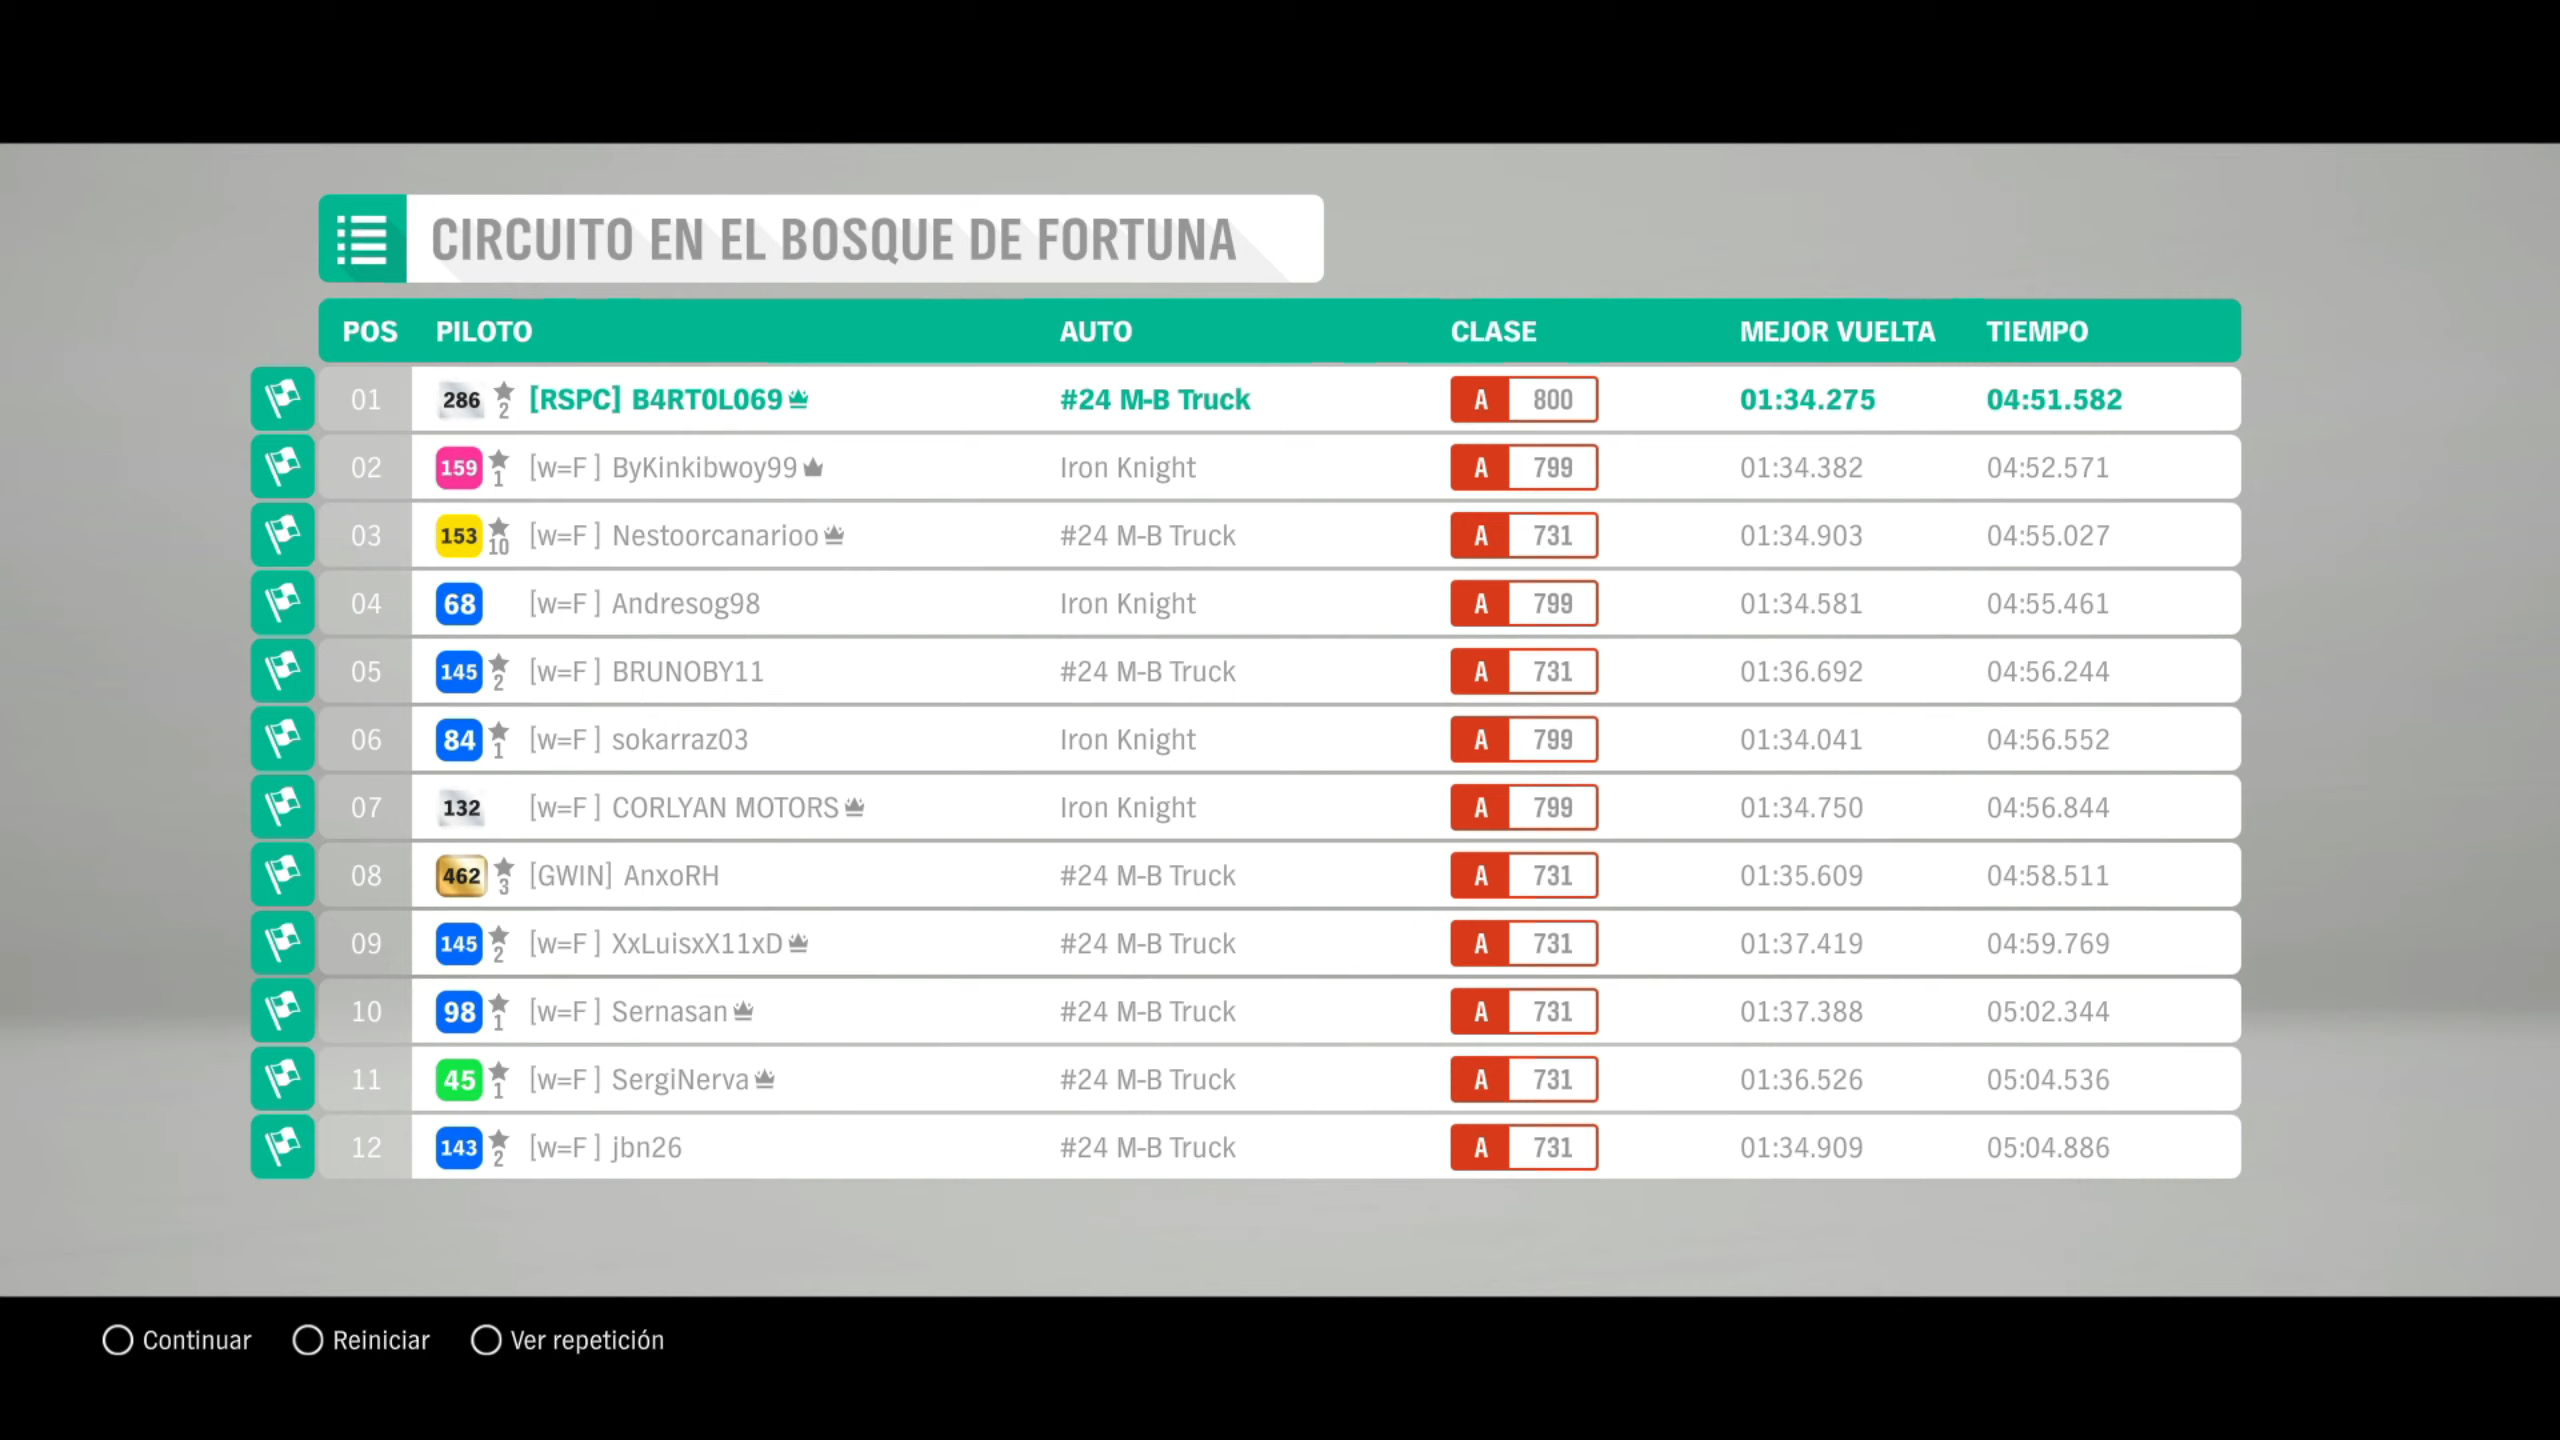 CIRCUITO EN EL BOSQUE DE FORTUNA
POS PILOTO AUTO CLASE MEJOR VUELTA TIEMPO
01 286 2 [RSPC] B4RT0L069 #24 M-B Truck A 800 01:34.275 04:51.582
02 159 1 [w=F ] ByKinkibwoy99 Iron Knight A 799 01:34.382 04:52.571
03 153 10 [w=F ] Nestoorcanarioo #24 M-B Truck A 731 01:34.903 04:55.027
04 68 [w=F ] Andresog98 Iron Knight A 799 01:34.581 04:55.461
05 145 2 [w=F ] BRUNOBY11 #24 M-B Truck A 731 01:36.692 04:56.244
06 84 1 [w=F ] sokarraz03 Iron Knight A 799 01:34.041 04:56.552
07 132 [w=F ] CORLYAN MOTORS Iron Knight A 799 01:34.750 04:56.844
08 462 3 [GWIN] AnxoRH #24 M-B Truck A 731 01:35.609 04:58.511
09 145 2 [w=F ] XxLuisxX11xD #24 M-B Truck A 731 01:37.419 04:59.769
10 98 1 [w=F ] Sernasan #24 M-B Truck A 731 01:37.388 05:02.344
11 45 1 [w=F ] SergiNerva #24 M-B Truck A 731 01:36.526 05:04.536
12 143 2 [w=F ] jbn26 #24 M-B Truck A 731 01:34.909 05:04.886
Continuar Reiniciar Ver repetición